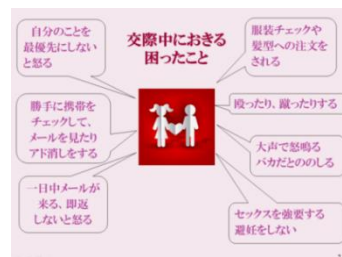 交際中におきる
困ったこと
自分のことを
最優先にしない
と怒る
勝手に携帯を
チェックして、
メールを見たり
アド消しをする
一日中メールが
来る、即返
しないと怒る
服装チェックや
髪型への注文を
される
殴ったり、蹴ったりする
大声で怒鳴る
バカだとののしる
セックスを強要する
避妊をしない